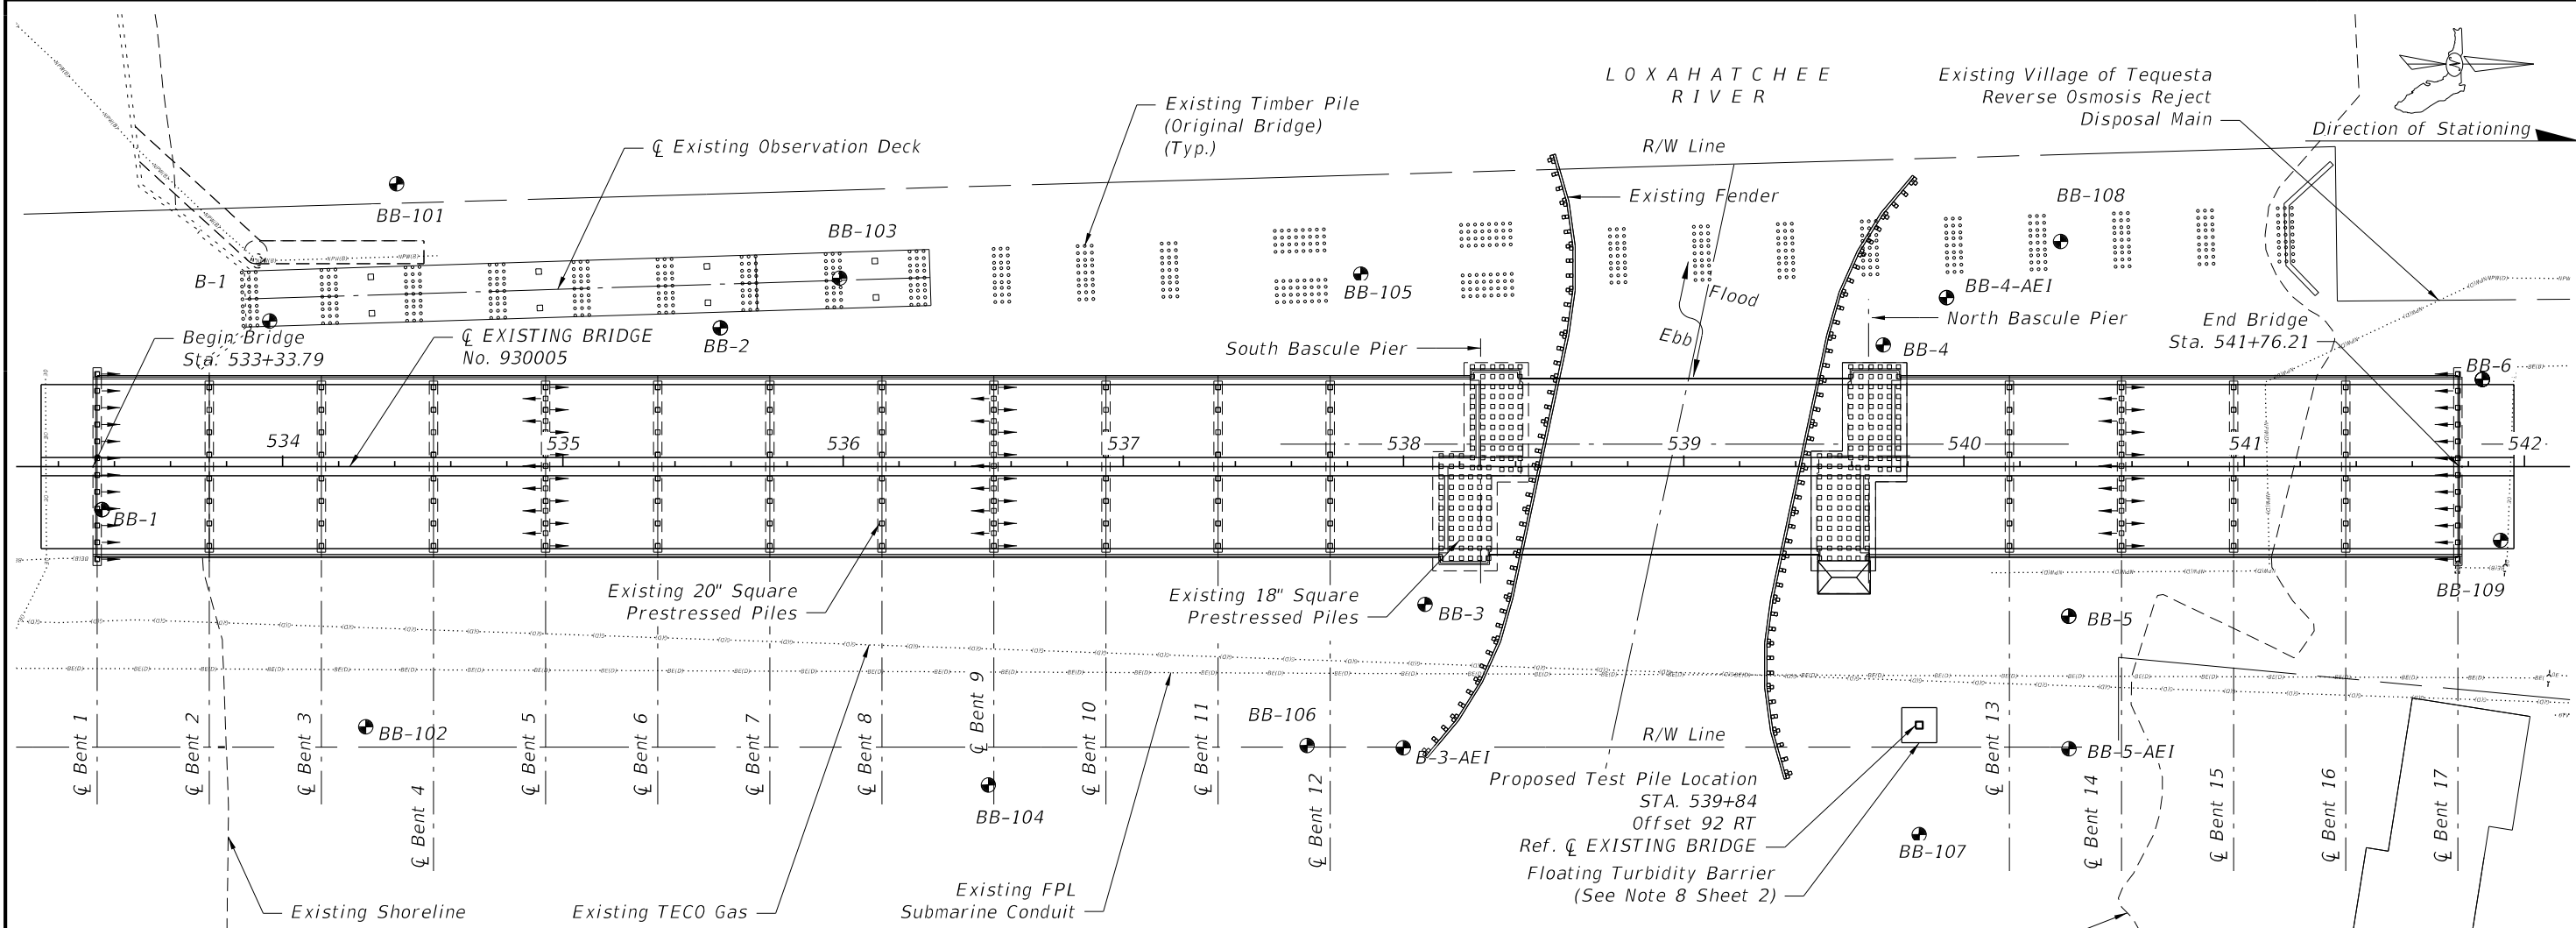 LOXAHATCHEE
RIVER
Existing Village of Tequesta
Reverse Osmosis Reject
Disposal Main
N
Direction of Stationing
Existing Timber Pile
(Original Bridge)
(Typ.)
℄ Existing Observation Deck
R/W Line
Existing Fender
BB-101
BB-103
BB-108
B-1
BB-105
BB-4-AEI
Flood
Ebb
North Bascule Pier
End Bridge
Sta. 541+76.21
Begin Bridge
Sta. 533+33.79
℄ EXISTING BRIDGE
No. 930005
BB-2
South Bascule Pier
BB-4
BB-6
534
535
536
537
538
539
540
541
542
BB-1
Existing 20" Square
Prestressed Piles
Existing 18" Square
Prestressed Piles
BB-3
BB-5
BB-109
BB-102
BB-106
B-3-AEI
R/W Line
BB-5-AEI
BB-104
℄ Bent 1
℄ Bent 2
℄ Bent 3
℄ Bent 4
℄ Bent 5
℄ Bent 6
℄ Bent 7
℄ Bent 8
℄ Bent 9
℄ Bent 10
℄ Bent 11
℄ Bent 12
℄ Bent 13
℄ Bent 14
℄ Bent 15
℄ Bent 16
℄ Bent 17
Proposed Test Pile Location
STA. 539+84
Offset 92 RT
Ref. ℄ EXISTING BRIDGE
BB-107
Floating Turbidity Barrier
(See Note 8 Sheet 2)
Existing Shoreline
Existing TECO Gas
Existing FPL
Submarine Conduit